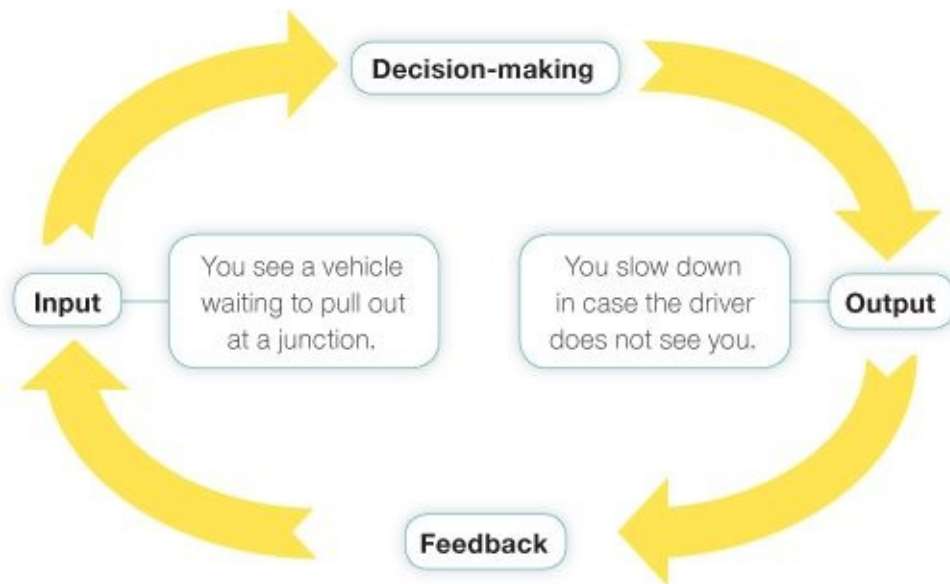 Decision-making
Input
You see a vehicle
waiting to pull out
at a junction.
You slow down
in case the driver
does not see you.
Output
Feedback